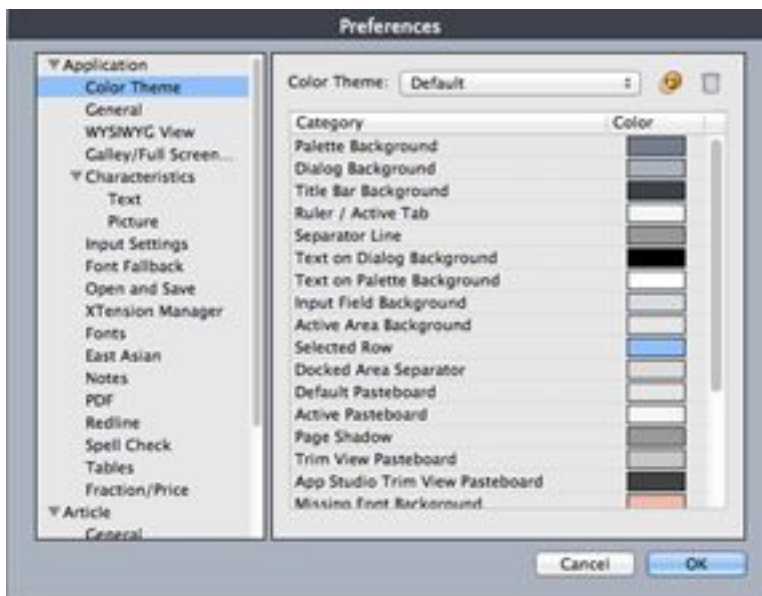 Preferences
Application
Color Theme
General
WYSIWYG View
Galley/Full Screen...
Characteristics
Text
Picture
Input Settings
Font Fallback
Open and Save
XTension Manager
Fonts
East Asian
Notes
PDF
Redline
Spell Check
Tables
Fraction/Price
Article
General
Color Theme: Default
Category Color
Palette Background
Dialog Background
Title Bar Background
Ruler / Active Tab
Separator Line
Text on Dialog Background
Text on Palette Background
Input Field Background
Active Area Background
Selected Row
Docked Area Separator
Default Pasteboard
Active Pasteboard
Page Shadow
Trim View Pasteboard
App Studio Trim View Pasteboard
Missing Font Background
Cancel OK